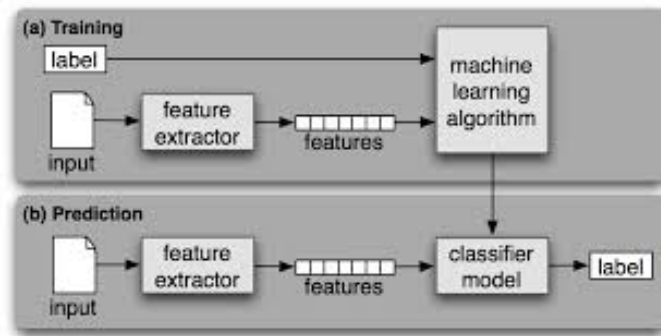 (a) Training
label
machine
learning
algorithm
feature
extractor
features
input
(b) Prediction
feature
extractor
features
classifier
model
label
input